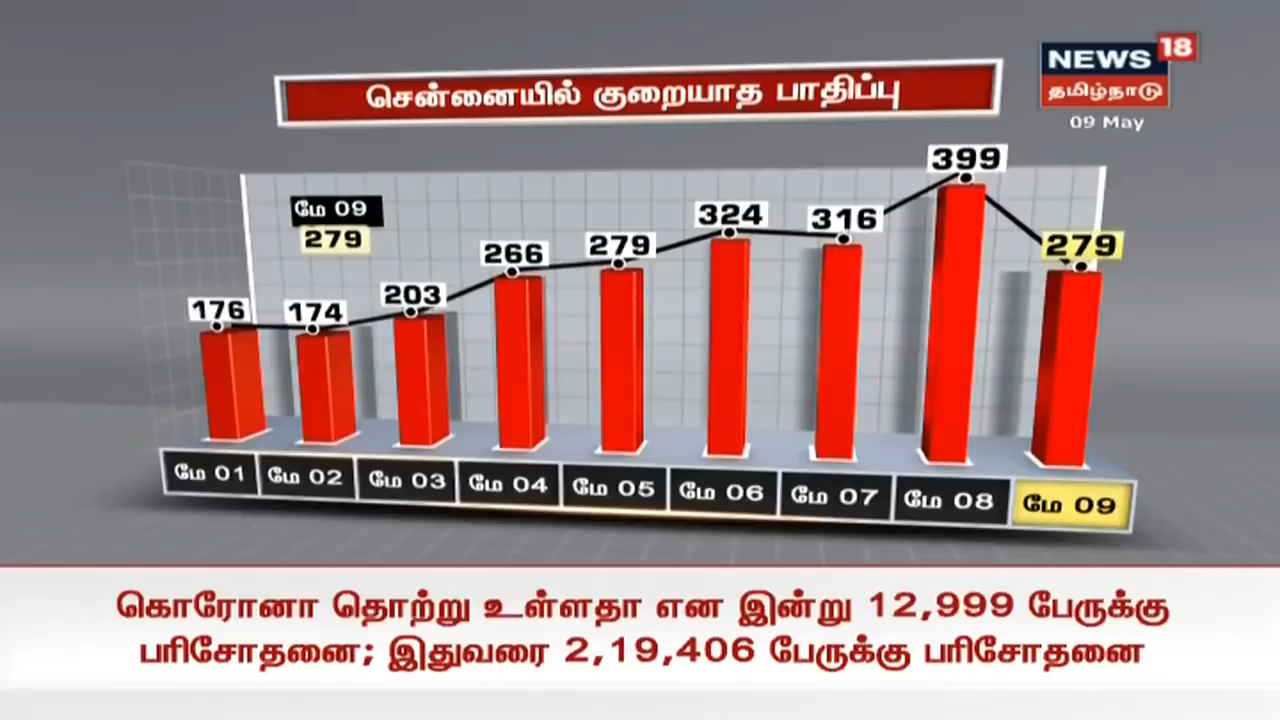 சென்னையில் குறையாத பாதிப்பு
NEWS 18
தமிழ்நாடு
09 May
மே 09
279
176
174
203
266
279
324
316
399
279
மே 01
மே 02
மே 03
மே 04
மே 05
மே 06
மே 07
மே 08
மே 09
கொரோனா தொற்று உள்ளதா என இன்று 12,999 பேருக்கு
பரிசோதனை; இதுவரை 2,19,406 பேருக்கு பரிசோதனை